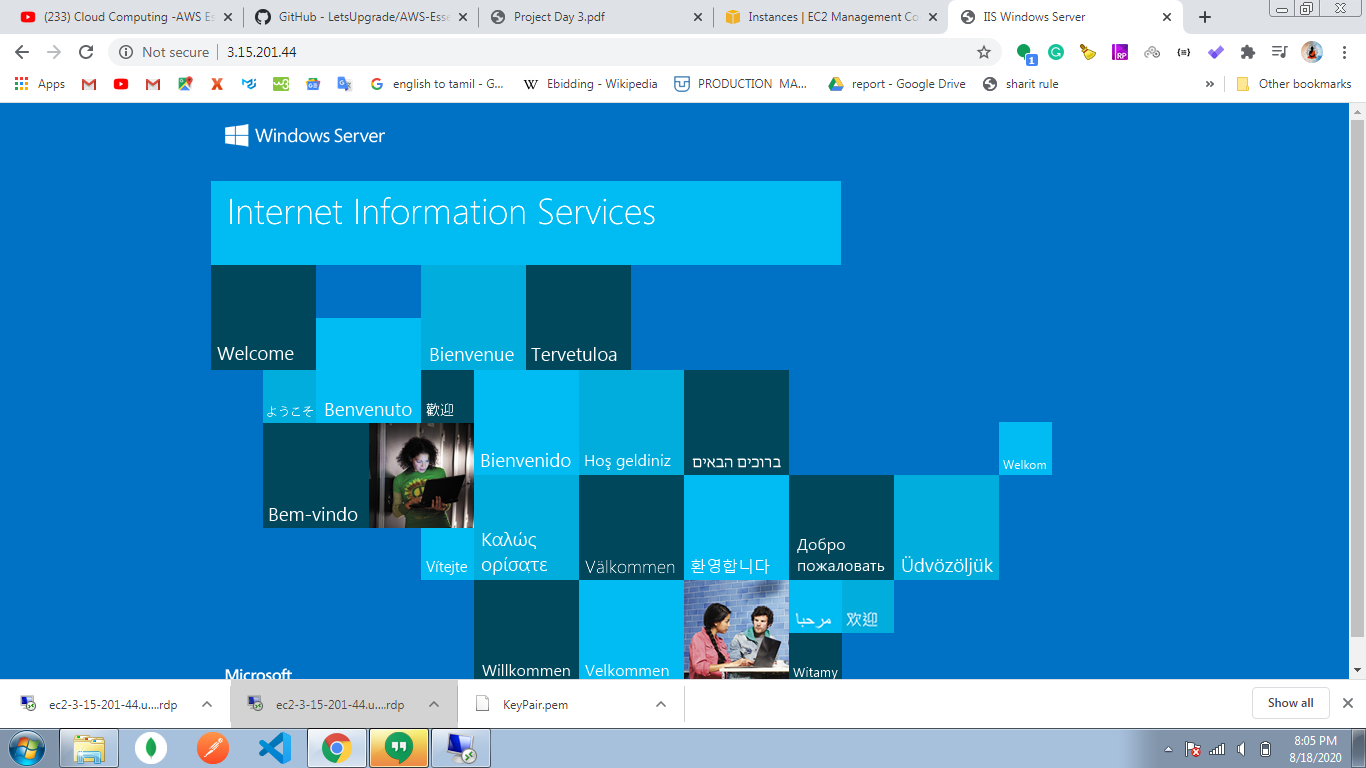 (233) Cloud Computing -AWS Es
GitHub - LetsUpgrade/AWS-Esse
Project Day 3.pdf
Instances | EC2 Management Co
IIS Windows Server
Not secure
3.15.201.44
1
RP
Apps
english to tamil - G...
Ebidding - Wikipedia
PRODUCTION MA...
report - Google Drive
sharit rule
»
Other bookmarks
Windows Server
Internet Information Services
Welcome
Bienvenue
Tervetuloa
ようこそ
Benvenuto
歡迎
Bienvenido
Hoş geldiniz
ברוכים הבאים
Welkom
Bem-vindo
Vítejte
Καλώς
ορίσατε
Välkommen
환영합니다
Добро
пожаловать
Üdvözöljük
مرحبا
欢迎
Willkommen
Velkommen
Witamy
Microsoft
ec2-3-15-201-44.u....rdp
ec2-3-15-201-44.u....rdp
KeyPair.pem
Show all
8:05 PM
8/18/2020